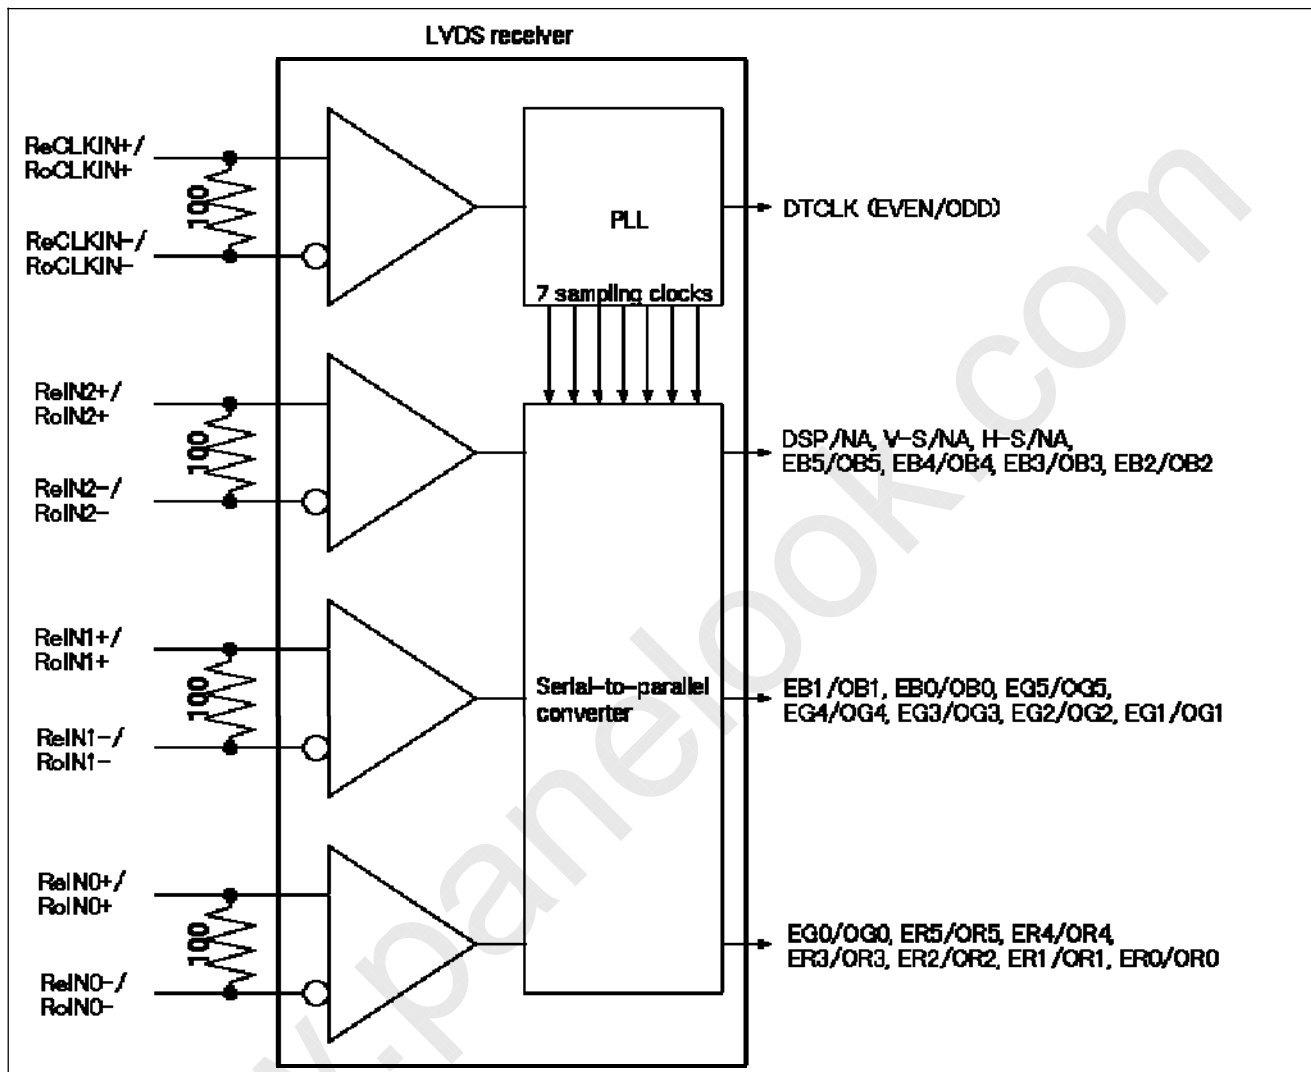 LVDS receiver
ReCLKIN+/
RoCLKIN+
100
ReCLKIN-/
RoCLKIN-
PLL
7 sampling clocks
DTCLK (EVEN/ODD)
ReIN2+/
RoIN2+
100
ReIN2-/
RoIN2-
DSP/NA, V-S/NA, H-S/NA,
EB5/OB5, EB4/OB4, EB3/OB3, EB2/OB2
ReIN1+/
RoIN1+
100
ReIN1-/
RoIN1-
Serial-to-parallel
converter
EB1/OB1, EB0/OB0, EG5/OG5,
EG4/OG4, EG3/OG3, EG2/OG2, EG1/OG1
ReIN0+/
RoIN0+
100
ReIN0-/
RoIN0-
EG0/OG0, ER5/OR5, ER4/OR4,
ER3/OR3, ER2/OR2, ER1/OR1, ER0/OR0
w.panelook.com